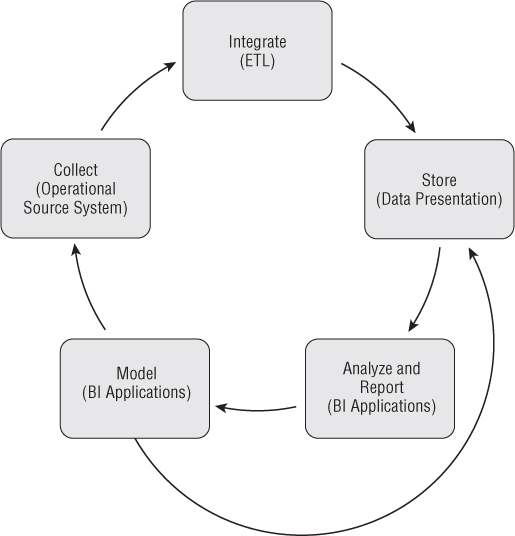 Integrate
(ETL)
Collect
(Operational
Source System)
Store
(Data Presentation)
Model
(BI Applications)
Analyze and
Report
(BI Applications)